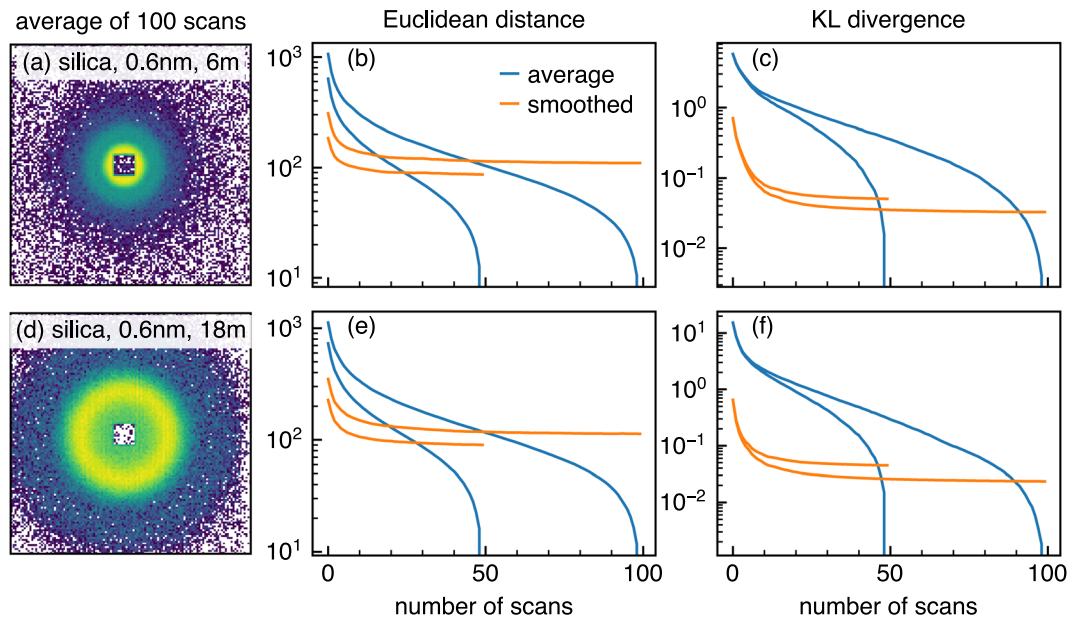 average of 100 scans
Euclidean distance
KL divergence
(a) silica, 0.6nm, 6m
(b)
average
smoothed
10³
10²
10¹
(c)
10⁰
10⁻¹
10⁻²
(d) silica, 0.6nm, 18m
(e)
10³
10²
10¹
0
50
100
number of scans
(f)
10¹
10⁰
10⁻¹
10⁻²
0
50
100
number of scans